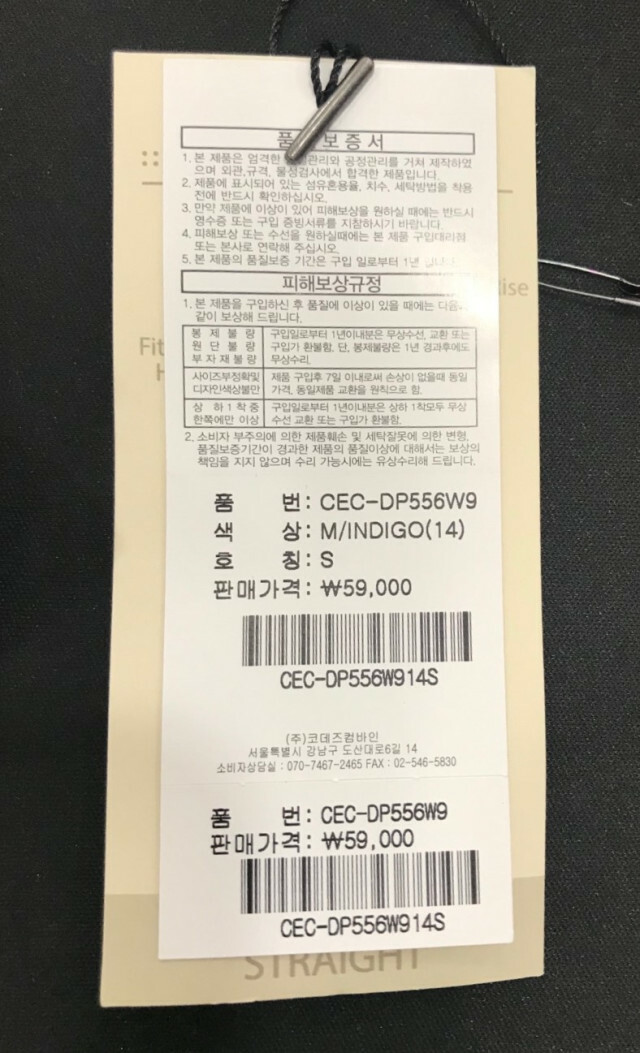 품 보 증 서
1. 본 제품은 엄격한 관리와 공정관리를 거쳐 제작하였
으며 외관,규격, 물성검사에서 합격한 제품입니다.
2. 제품에 표시되어 있는 섬유혼용율, 치수, 세탁방법을 착용
전에 반드시 확인하십시오.
3. 만약 제품에 이상이 있어 피해보상을 원하실 때에는 반드시
영수증 또는 구입 증빙서류를 지참하시기 바랍니다.
4. 피해보상 또는 수선을 원하실때에는 본 제품 구입대리점
또는 본사로 연락해 주십시오.
5. 본 제품의 품질보증 기간은 구입 일로부터 1년
피해보상규정
1. 본 제품을 구입하신 후 품질에 이상이 있을 때에는 다음
같이 보상해 드립니다.
봉 제 불 량
원 단 불 량
부 자 재 불 량
구입일로부터 1년이내분은 무상수선, 교환 또는
구입가 환불함, 단, 봉제불량은 1년 경과후에도
무상수리.
사이즈부정확및
디자인색상불만
제품 구입후 7일 이내로써 손상이 없을때 동일
가격, 동일제품 교환을 원칙으로 함.
상 하 1 착 중
한쪽에만 이상
구입일로부터 1년이내분은 상하 1착모두 무상
수선 교환 또는 구입가 환불함.
2. 소비자 부주의에 의한 제품훼손 및 세탁잘못에 의한 변형,
품질보증기간이 경과한 제품의 품질이상에 대해서는 보상의
책임을 지지 않으며 수리 가능시에는 유상수리해 드립니다.
품 번: CEC-DP556W9
색 상: M/INDIGO(14)
호 칭: S
판매가격: ₩59,000
CEC-DP556W914S
(주)코데즈컴바인
서울특별시 강남구 도산대로6길 14
소비자상담실 : 070-7467-2465 FAX : 02-546-5830
품 번: CEC-DP556W9
판매가격: ₩59,000
CEC-DP556W914S
STRAIGHT